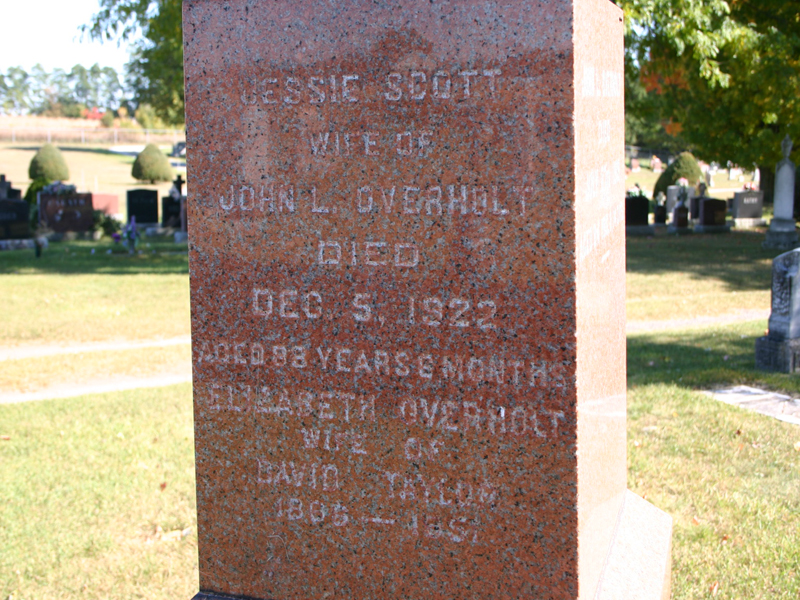 JESSIE SCOTT
WIFE OF
JOHN L. OVERHOLT
DIED
DEC. 5, 1922
AGED 93 YEARS 6 MONTHS
ELIZABETH OVERHOLT
WIFE OF
DAVID TAYLOR